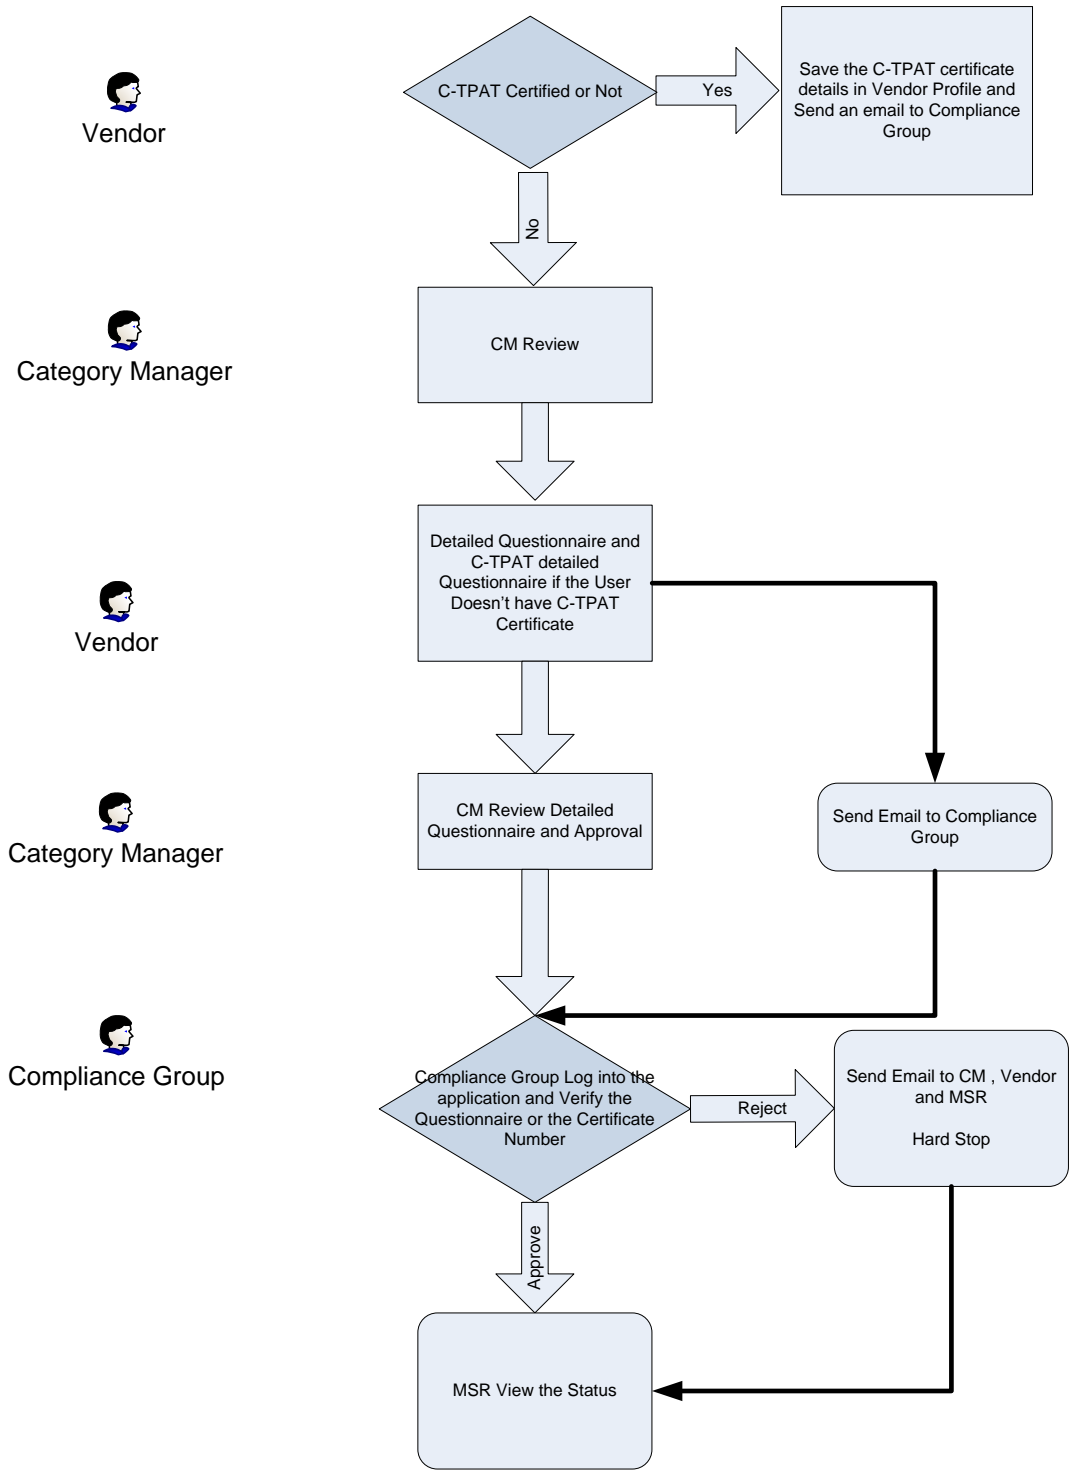 Vendor
C-TPAT Certified or Not
Yes
Save the C-TPAT certificate
details in Vendor Profile and
Send an email to Compliance
Group
No
Category Manager
CM Review
Vendor
Detailed Questionnaire and
C-TPAT detailed
Questionnaire if the User
Doesn't have C-TPAT
Certificate
Category Manager
CM Review Detailed
Questionnaire and Approval
Send Email to Compliance
Group
Compliance Group
Compliance Group Log into the
application and Verify the
Questionnaire or the Certificate
Number
Reject
Send Email to CM , Vendor
and MSR
Hard Stop
Approve
MSR View the Status